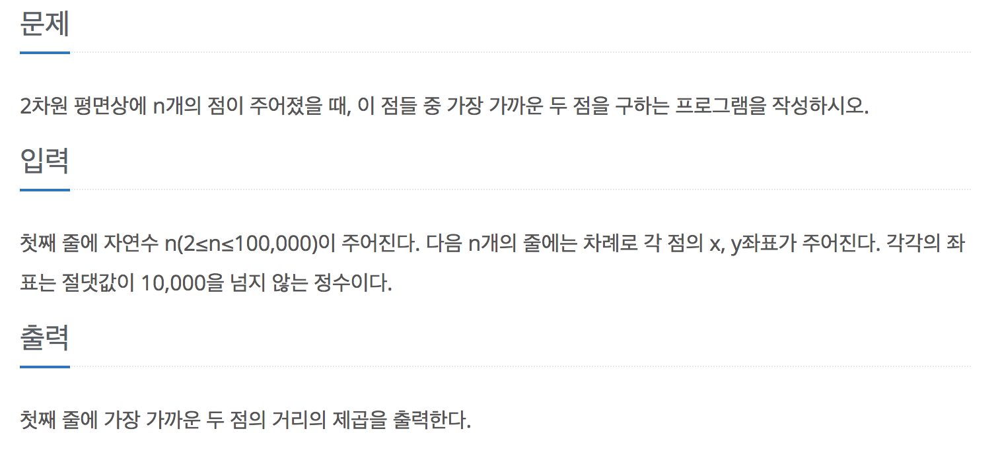 문제
2차원 평면상에 n개의 점이 주어졌을 때, 이 점들 중 가장 가까운 두 점을 구하는 프로그램을 작성하시오.
입력
첫째 줄에 자연수 n(2≤n≤100,000)이 주어진다. 다음 n개의 줄에는 차례로 각 점의 x, y좌표가 주어진다. 각각의 좌
표는 절댓값이 10,000을 넘지 않는 정수이다.
출력
첫째 줄에 가장 가까운 두 점의 거리의 제곱을 출력한다.